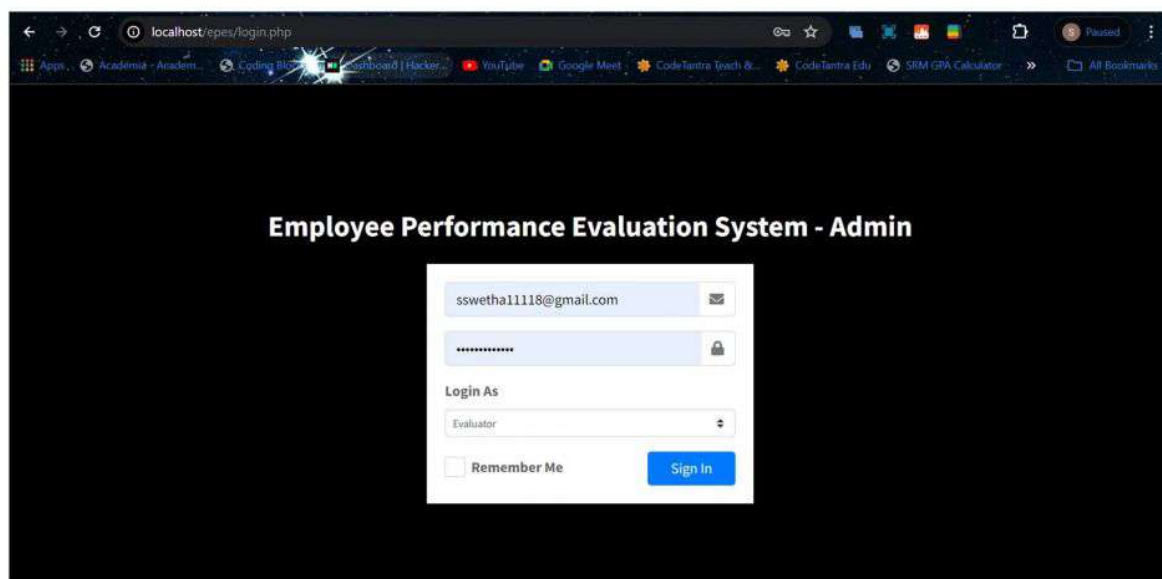 localhost/epes/login.php
S Paused
Apps Academia - Academ... Coding Blo Dashboard | Hacker... YouTube Google Meet CodeTantra Teach &... CodeTantra Edu SRM GPA Calculator » All Bookmarks
Employee Performance Evaluation System - Admin
sswetha11118@gmail.com
•••••••••••••
Login As
Evaluator
Remember Me Sign In